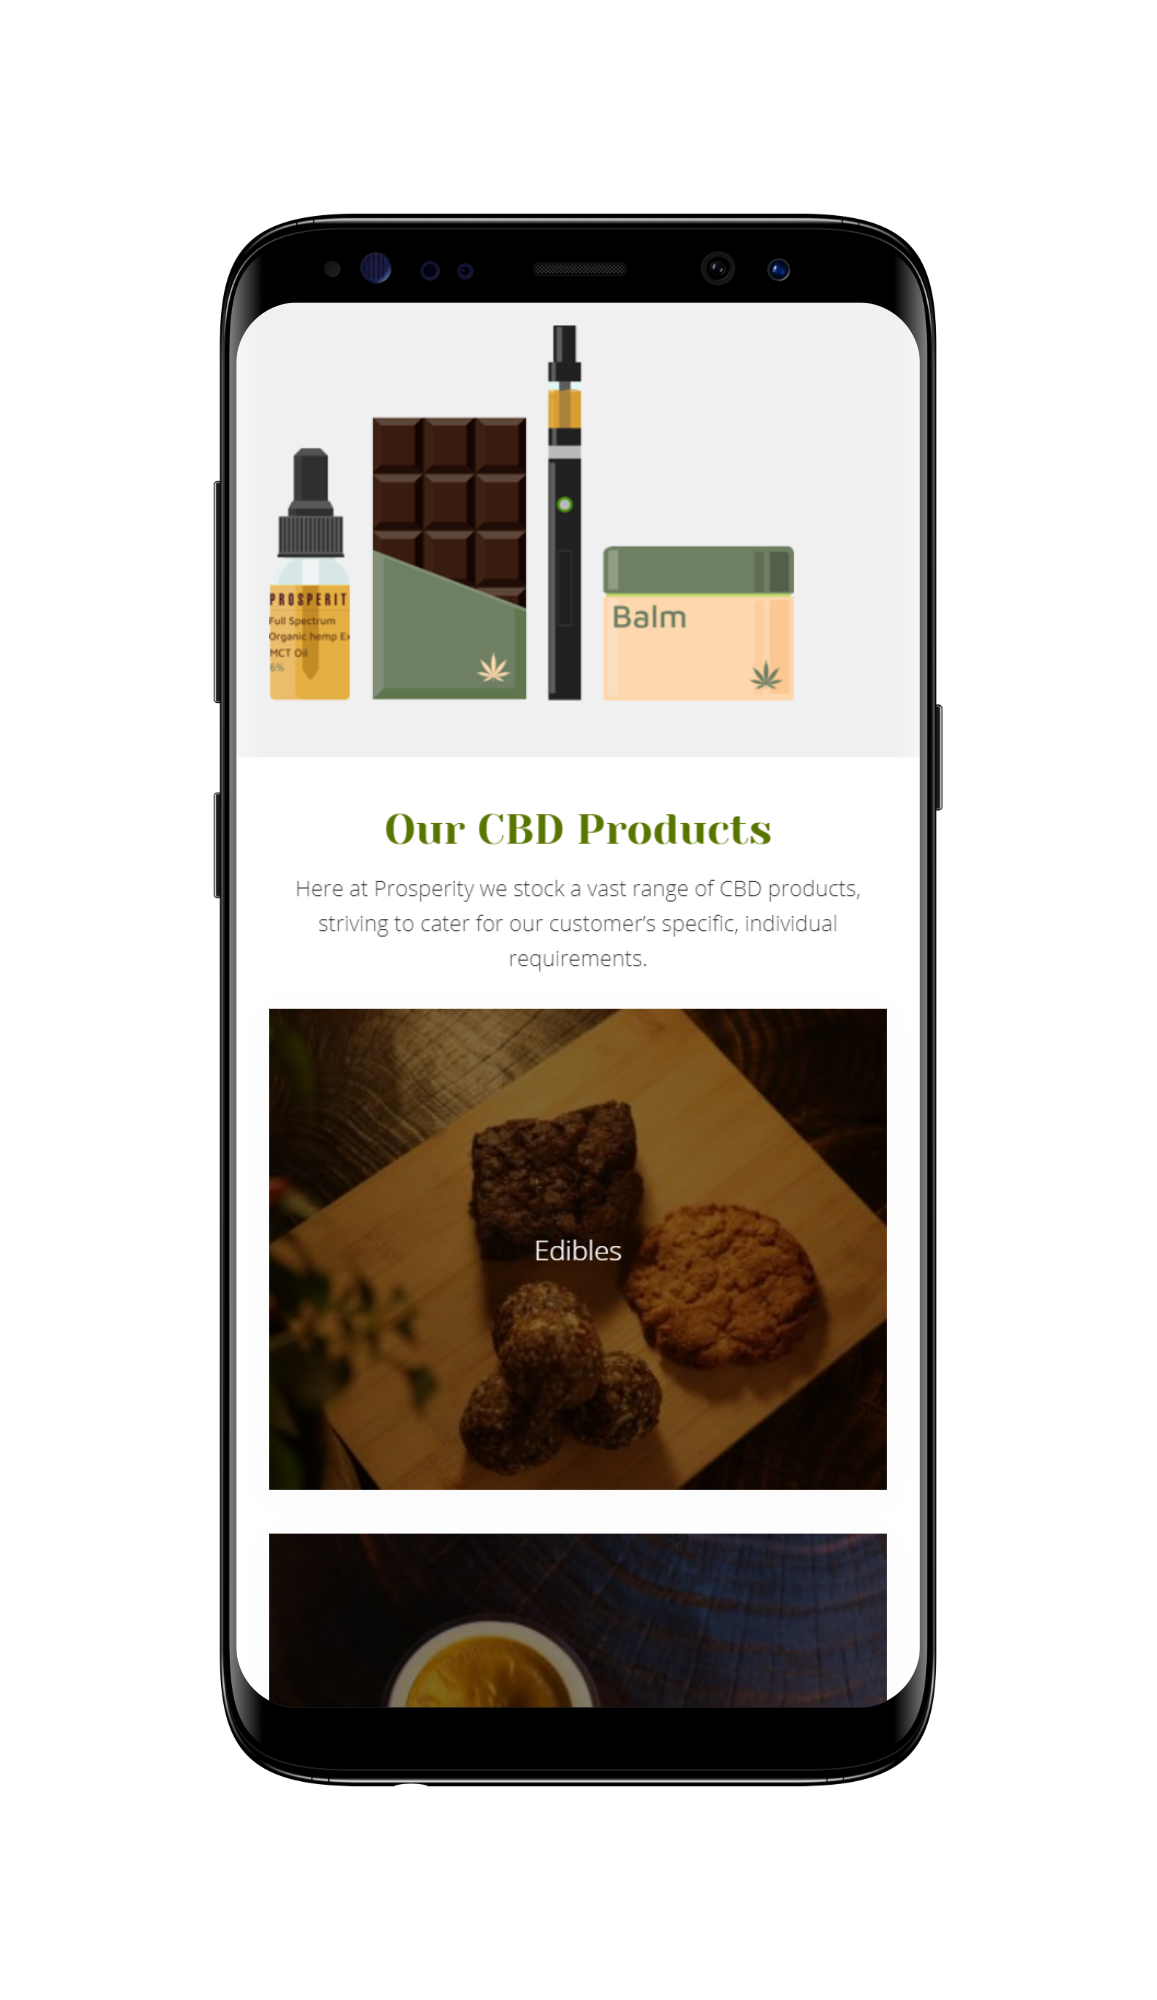 PROSPERIT
Full Spectrum
Organic hemp Ex
MCT Oil
6%
Balm
Our CBD Products
Here at Prosperity we stock a vast range of CBD products,
striving to cater for our customer’s specific, individual
requirements.
Edibles